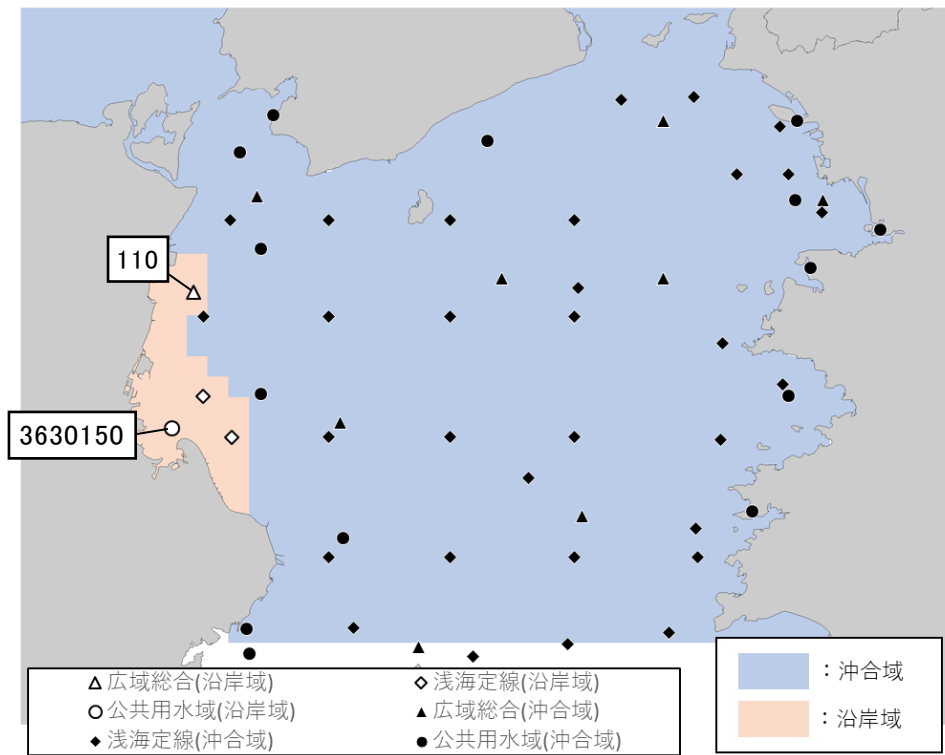 110
3630150
：沖合域
：沿岸域
広域総合(沿岸域)
浅海定線(沿岸域)
公共用水域(沿岸域)
広域総合(沖合域)
浅海定線(沖合域)
公共用水域(沖合域)